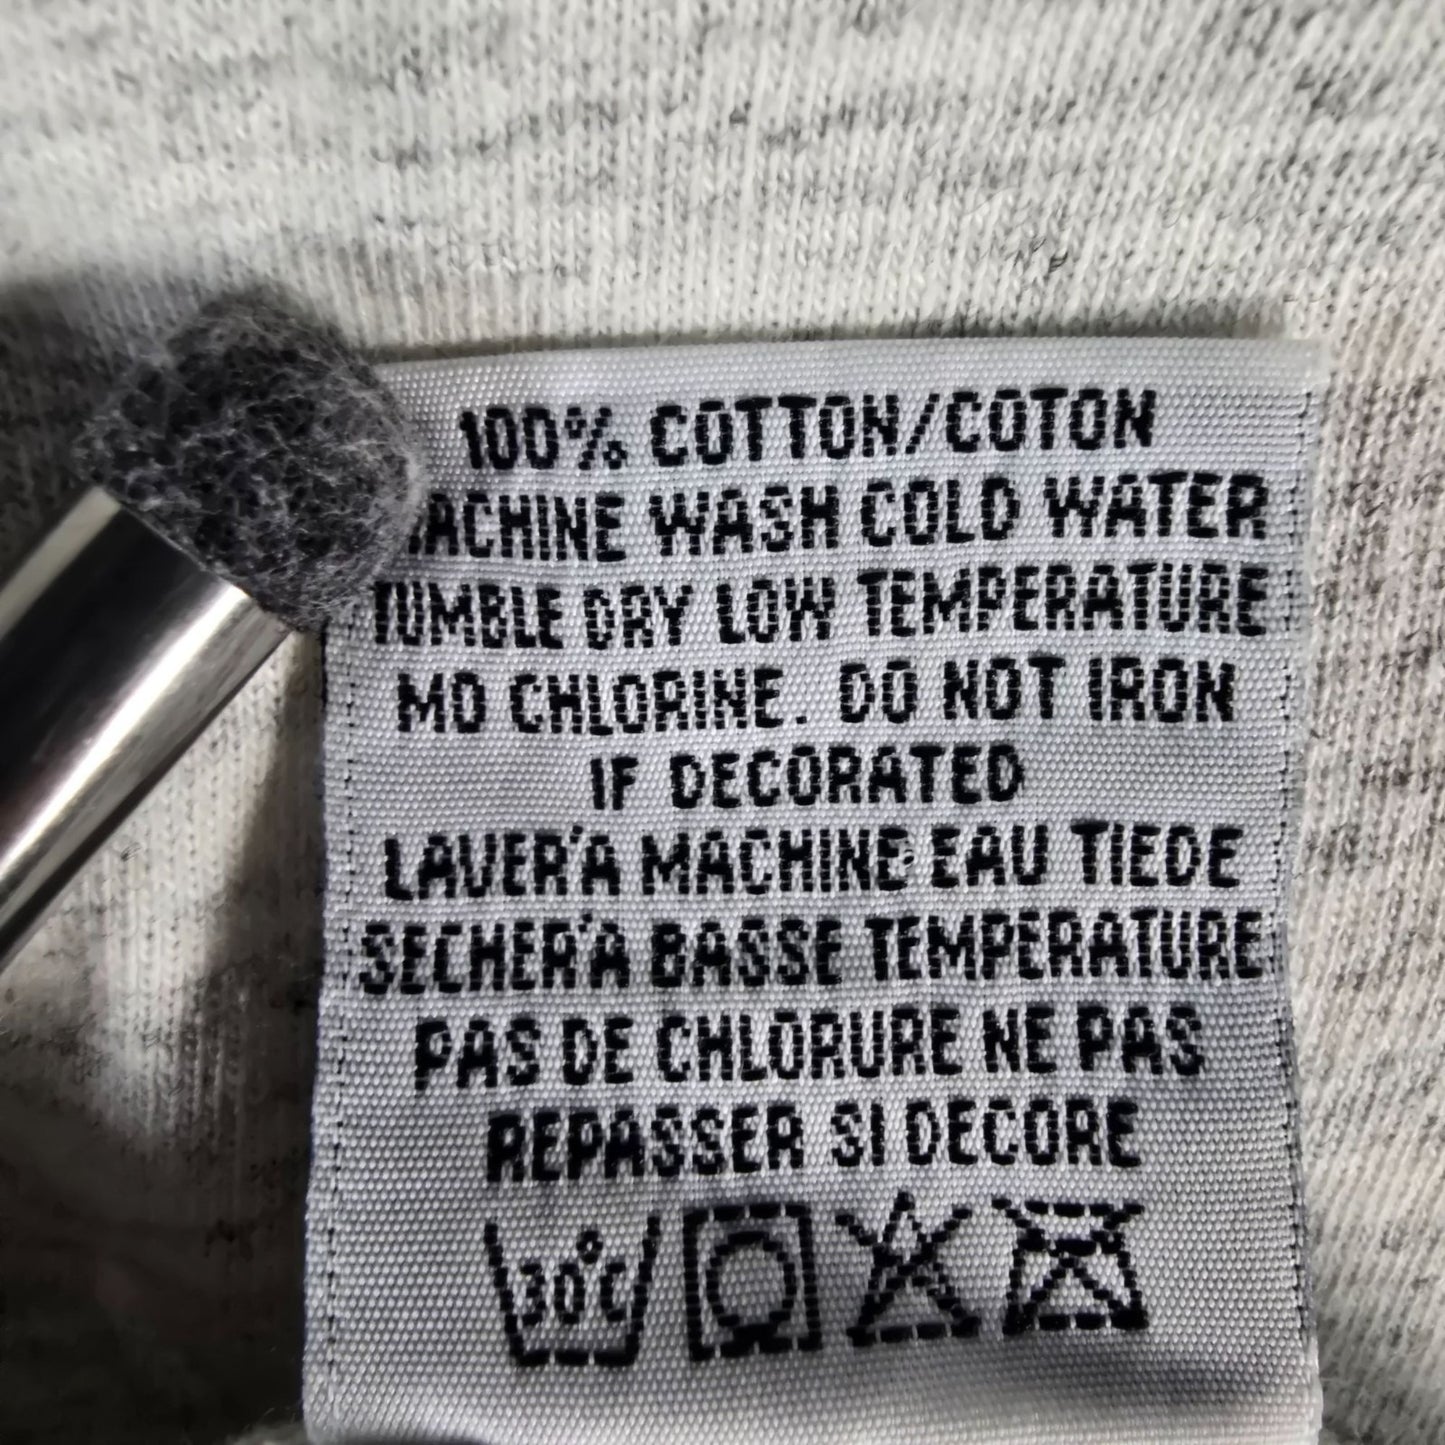 100% COTTON/COTON
MACHINE WASH COLD WATER
TUMBLE DRY LOW TEMPERATURE
MO CHLORINE. DO NOT IRON
IF DECORATED
LAVER'A MACHINE EAU TIEDE
SECHER'A BASSE TEMPERATURE
PAS DE CHLORURE NE PAS
REPASSER SI DECORE
30°C